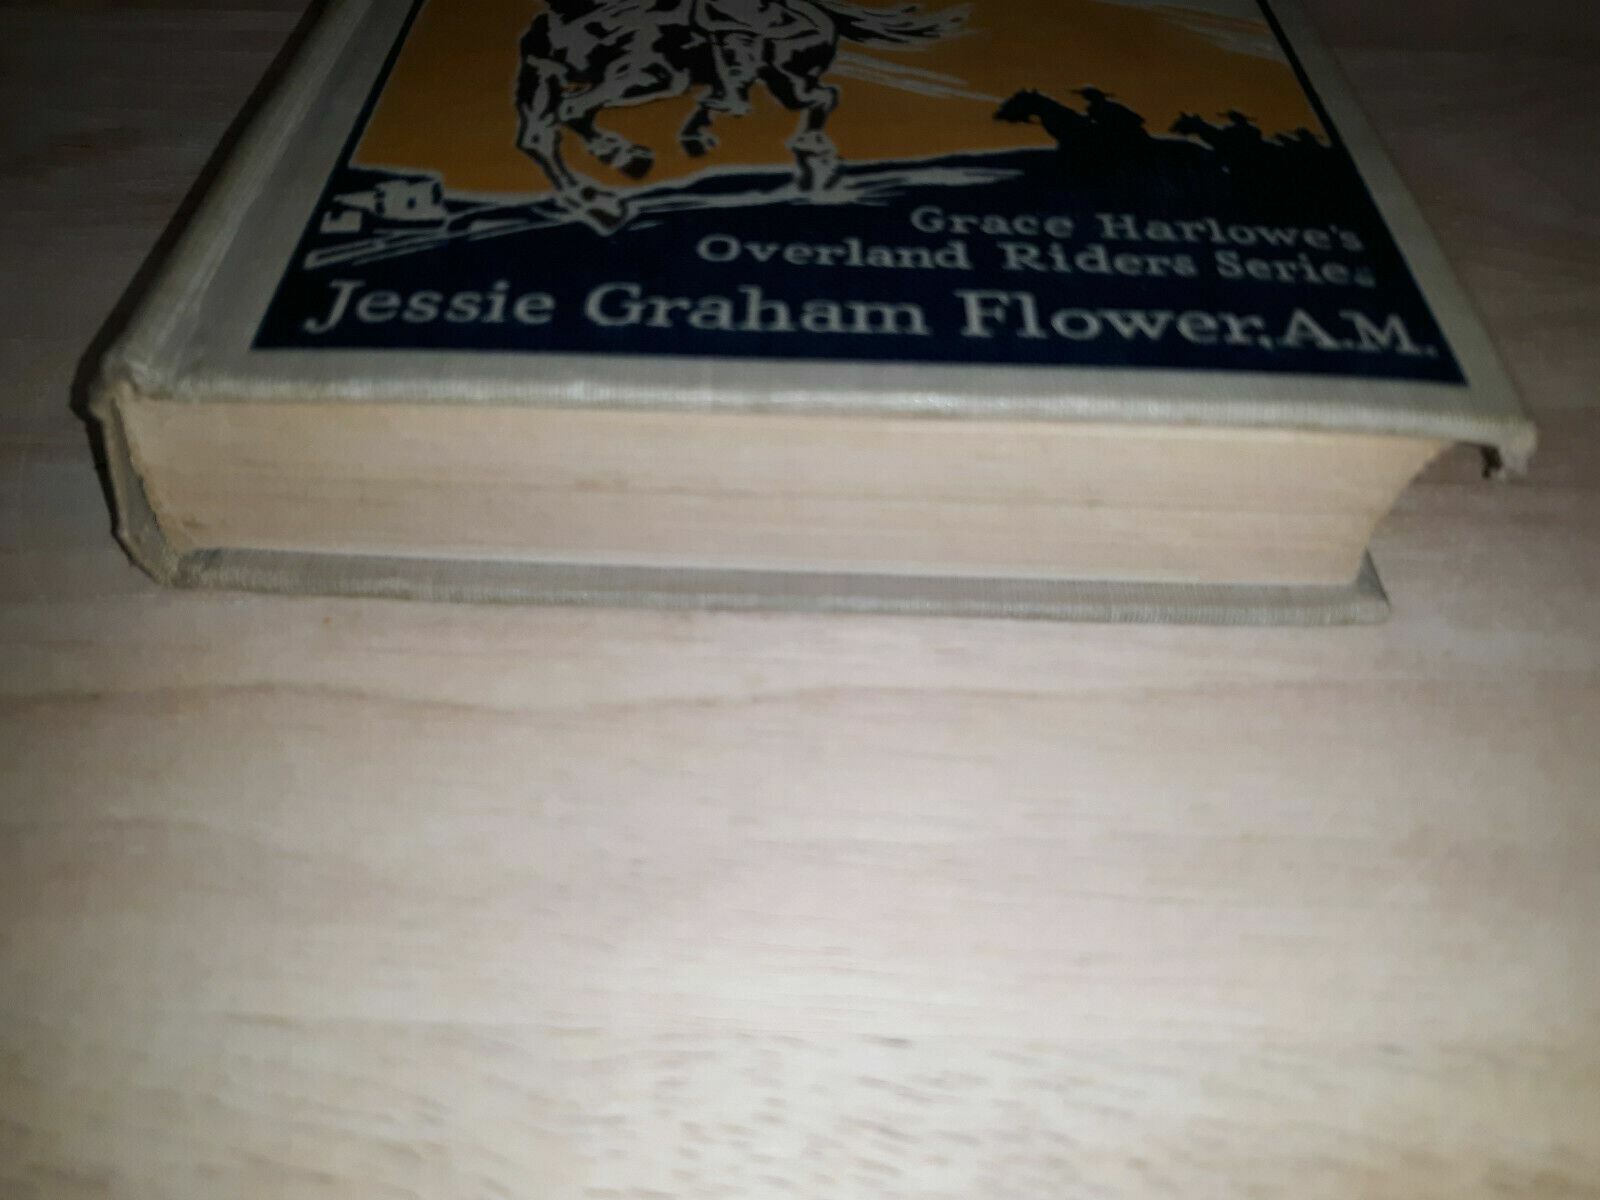 Grace Harlowe's
Overland Riders Series
Jessie Graham Flower, A.M.